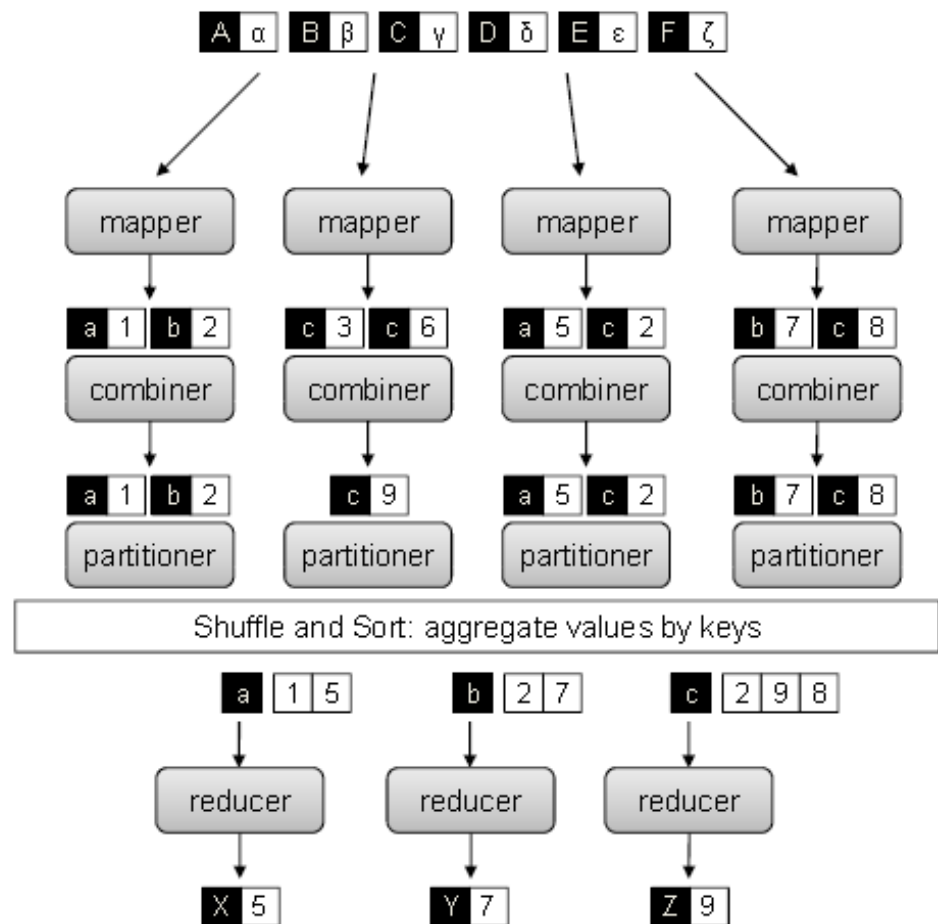 A α B β C γ D δ E ε F ζ
mapper mapper mapper mapper
a 1 b 2 c 3 c 6 a 5 c 2 b 7 c 8
combiner combiner combiner combiner
a 1 b 2 c 9 a 5 c 2 b 7 c 8
partitioner partitioner partitioner partitioner
Shuffle and Sort: aggregate values by keys
a 1 5 b 2 7 c 2 9 8
reducer reducer reducer
X 5 Y 7 Z 9